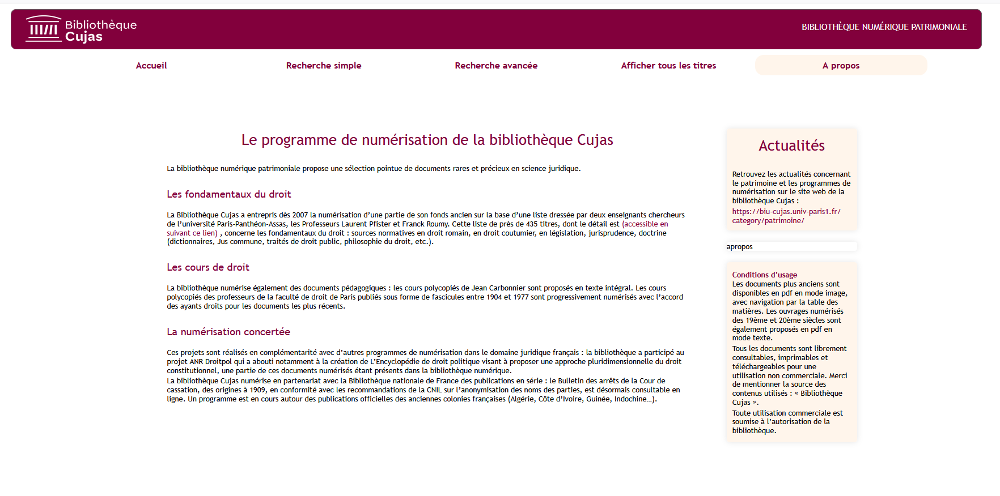 Bibliothèque
Cujas
BIBLIOTHÈQUE NUMÉRIQUE PATRIMONIALE
Accueil
Recherche simple
Recherche avancée
Afficher tous les titres
A propos
Le programme de numérisation de la bibliothèque Cujas
La bibliothèque numérique patrimoniale propose une sélection pointue de documents rares et précieux en science juridique.
Les fondamentaux du droit
La Bibliothèque Cujas a entrepris dès 2007 la numérisation d’une partie de son fonds ancien sur la base d’une liste dressée par deux enseignants chercheurs
de l’université Paris-Panthéon-Assas, les Professeurs Laurent Pfister et Franck Roumy. Cette liste de près de 435 titres, dont le détail est (accessible en
suivant ce lien) , concerne les fondamentaux du droit : sources normatives en droit romain, en droit coutumier, en législation, jurisprudence, doctrine
(dictionnaires, Jus commune, traités de droit public, philosophie du droit, etc.).
Les cours de droit
La bibliothèque numérise également des documents pédagogiques : les cours polycopiés de Jean Carbonnier sont proposés en texte intégral. Les cours
polycopiés des professeurs de la faculté de droit de Paris publiés sous forme de fascicules entre 1904 et 1977 sont progressivement numérisés avec l’accord
des ayants droits pour les documents les plus récents.
La numérisation concertée
Ces projets sont réalisés en complémentarité avec d’autres programmes de numérisation dans le domaine juridique français : la bibliothèque a participé au
projet ANR Droitpol qui a abouti notamment à la création de L’Encyclopédie de droit politique visant à proposer une approche pluridimensionnelle du droit
constitutionnel, une partie de ces documents numérisés étant présents dans la bibliothèque numérique.
La bibliothèque Cujas numérise en partenariat avec la Bibliothèque nationale de France des publications en série : le Bulletin des arrêts de la Cour de
cassation, des origines à 1909, en conformité avec les recommandations de la CNIL sur l’anonymisation des noms des parties, est désormais consultable en
ligne. Un programme est en cours autour des publications officielles des anciennes colonies françaises (Algérie, Côte d’Ivoire, Guinée, Indochine…).
Actualités
Retrouvez les actualités concernant
le patrimoine et les programmes de
numérisation sur le site web de la
bibliothèque Cujas :
https://biu-cujas.univ-paris1.fr/
category/patrimoine/
apropos
Conditions d’usage
Les documents plus anciens sont
disponibles en pdf en mode image,
avec navigation par la table des
matières. Les ouvrages numérisés
des 19ème et 20ème siècles sont
également proposés en pdf en
mode texte.
Tous les documents sont librement
consultables, imprimables et
téléchargeables pour une
utilisation non commerciale. Merci
de mentionner la source des
contenus utilisés : « Bibliothèque
Cujas ».
Toute utilisation commerciale est
soumise à l’autorisation de la
bibliothèque.